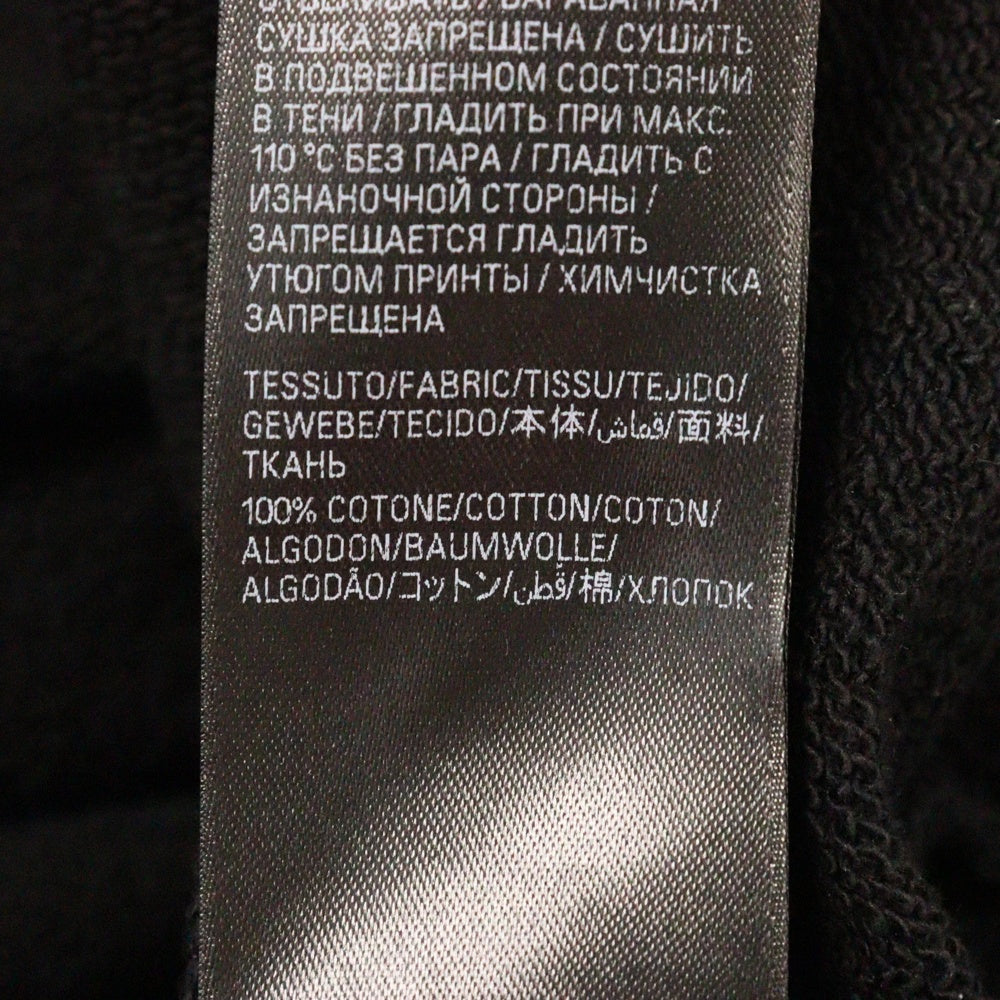 ОТБЕЛИВАТЬ / БАРАБАННАЯ
СУШКА ЗАПРЕЩЕНА / СУШИТЬ
В ПОДВЕШЕННОМ СОСТОЯНИИ
В ТЕНИ / ГЛАДИТЬ ПРИ МАКС.
110 °C БЕЗ ПАРА / ГЛАДИТЬ С
ИЗНАНОЧНОЙ СТОРОНЫ /
ЗАПРЕЩАЕТСЯ ГЛАДИТЬ
УТЮГОМ ПРИНТЫ / ХИМЧИСТКА
ЗАПРЕЩЕНА
TESSUTO/FABRIC/TISSU/TEJIDO/
GEWEBE/TECIDO/本体/قماش/面料/
ТКАНЬ
100% COTONE/COTTON/COTON/
ALGODON/BAUMWOLLE/
ALGODÃO/コットン/قطن/棉/ХЛОПОК